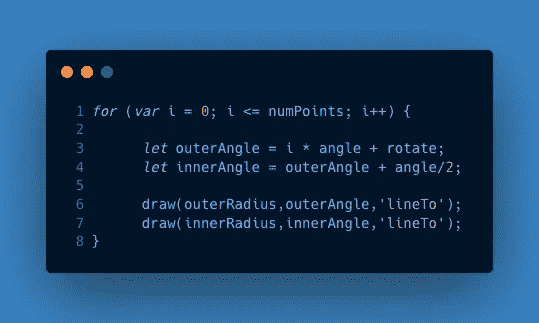 1 for (var i = 0; i <= numPoints; i++) {
2
3 let outerAngle = i * angle + rotate;
4 let innerAngle = outerAngle + angle/2;
5
6 draw(outerRadius,outerAngle,'lineTo');
7 draw(innerRadius,innerAngle,'lineTo');
8 }